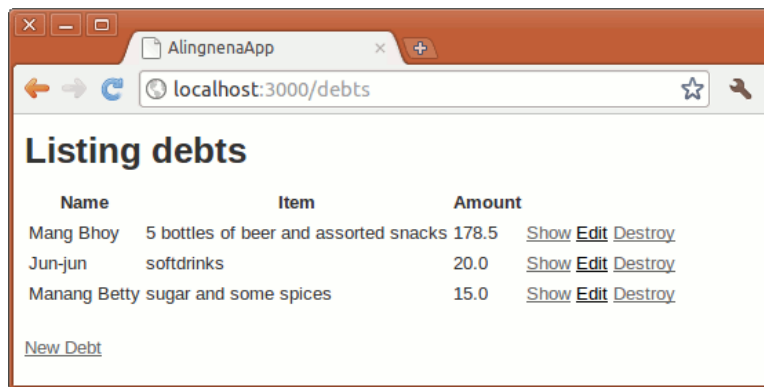 AlingnenaApp
localhost:3000/debts
Listing debts
Name Item Amount
Mang Bhoy 5 bottles of beer and assorted snacks 178.5 Show Edit Destroy
Jun-jun softdrinks 20.0 Show Edit Destroy
Manang Betty sugar and some spices 15.0 Show Edit Destroy
New Debt